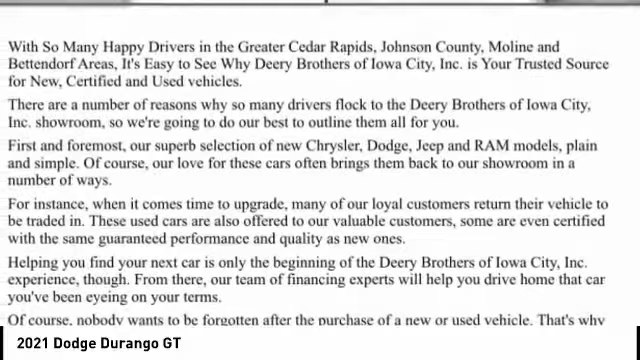 With So Many Happy Drivers in the Greater Cedar Rapids, Johnson County, Moline and
Bettendorf Areas, It's Easy to See Why Deery Brothers of Iowa City, Inc. is Your Trusted Source
for New, Certified and Used vehicles.
There are a number of reasons why so many drivers flock to the Deery Brothers of Iowa City,
Inc. showroom, so we're going to do our best to outline them all for you.
First and foremost, our superb selection of new Chrysler, Dodge, Jeep and RAM models, plain
and simple. Of course, our love for these cars often brings them back to our showroom in a
number of ways.
For instance, when it comes time to upgrade, many of our loyal customers return their vehicle to
be traded in. These used cars are also offered to our valuable customers, some are even certified
with the same guaranteed performance and quality as new ones.
Helping you find your next car is only the beginning of the Deery Brothers of Iowa City, Inc.
experience, though. From there, our team of financing experts will help you drive home that car
you've been eyeing on your terms.
Of course, nobody wants to be forgotten after the purchase of a new or used vehicle. That's why
2021 Dodge Durango GT